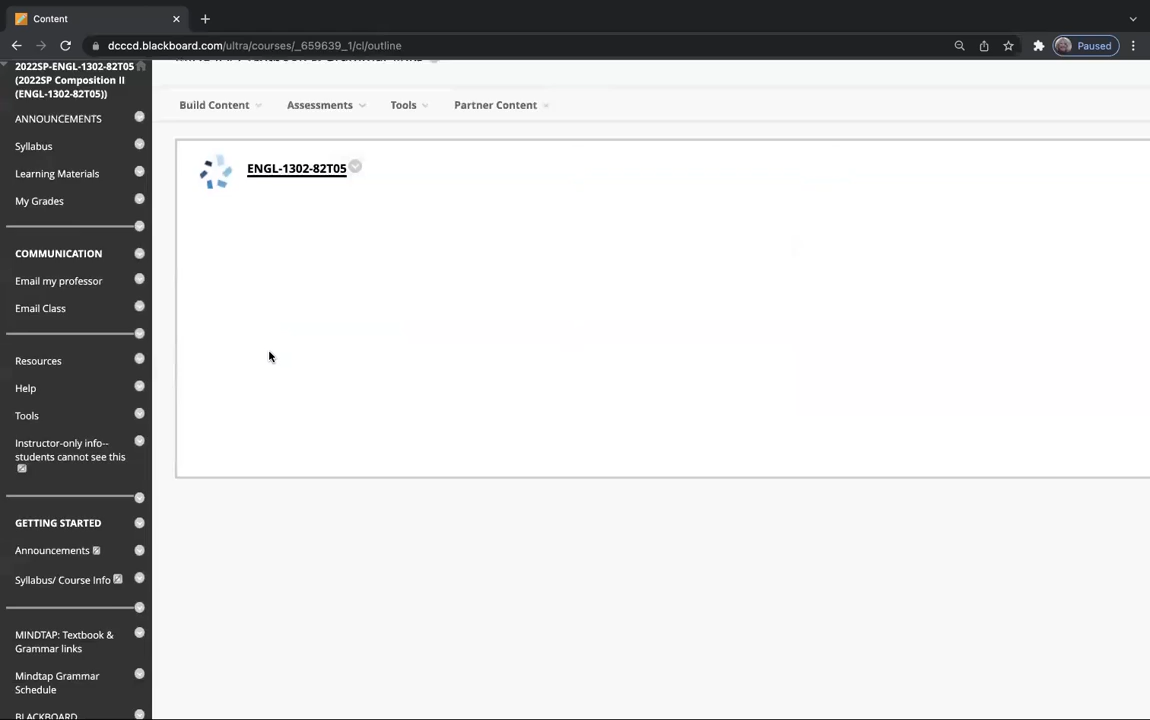 Content
dcccd.blackboard.com/ultra/courses/_659639_1/cl/outline
Paused
2022SP-ENGL-1302-82T05
(2022SP Composition II
(ENGL-1302-82T05))
ANNOUNCEMENTS
Syllabus
Learning Materials
My Grades
COMMUNICATION
Email my professor
Email Class
Resources
Help
Tools
Instructor-only info--
students cannot see this
GETTING STARTED
Announcements
Syllabus/ Course Info
MINDTAP: Textbook &
Grammar links
Mindtap Grammar
Schedule
BLACKBOARD
Build Content
Assessments
Tools
Partner Content
ENGL-1302-82T05